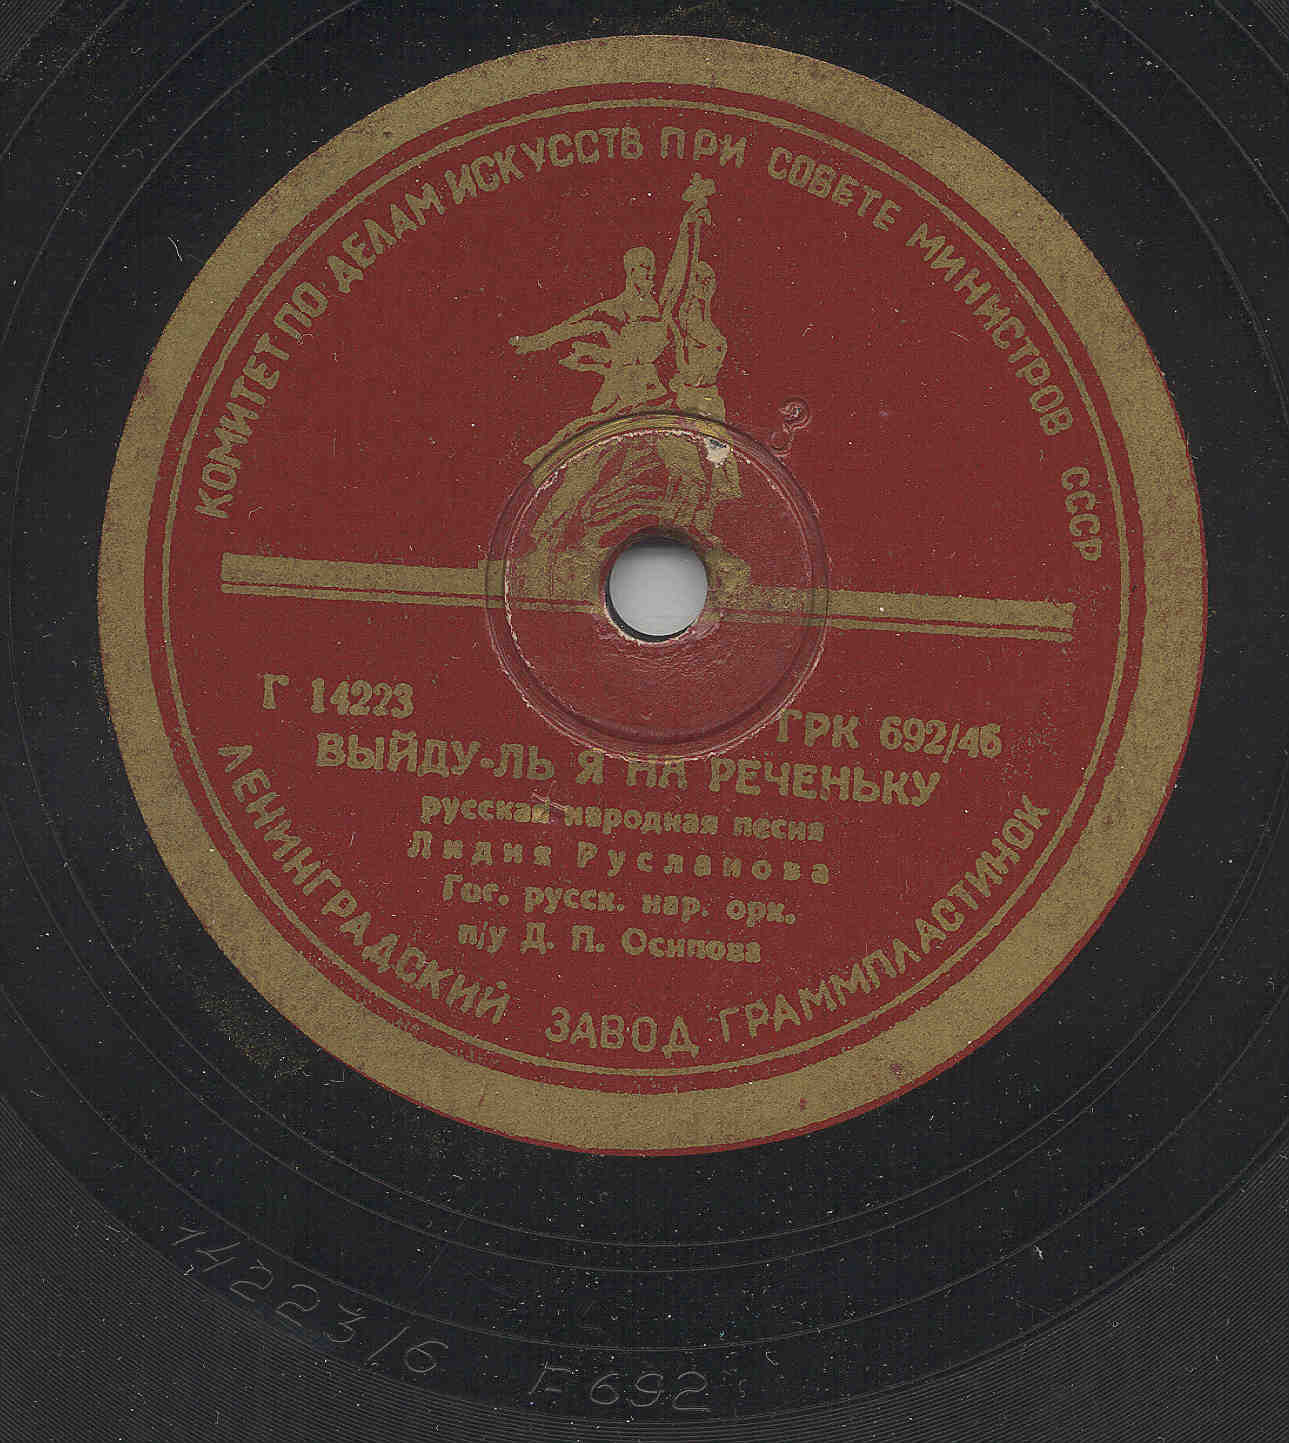 КОМИТЕТ ПО ДЕЛАМ ИСКУССТВ ПРИ СОВЕТЕ МИНИСТРОВ СССР
Г 14223
ГРК 692/46
ВЫЙДУ-ЛЬ Я НА РЕЧЕНЬКУ
русская народная песня
Лидия Русланова
Гос. русск. нар. орк.
п/у Д. П. Осипова
ЛЕНИНГРАДСКИЙ ЗАВОД ГРАММПЛАСТИНОК
14223/6 F 692